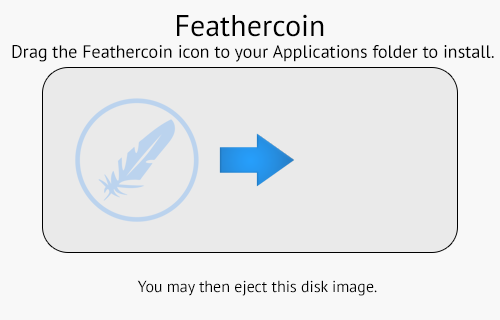 Feathercoin
Drag the Feathercoin icon to your Applications folder to install.
You may then eject this disk image.